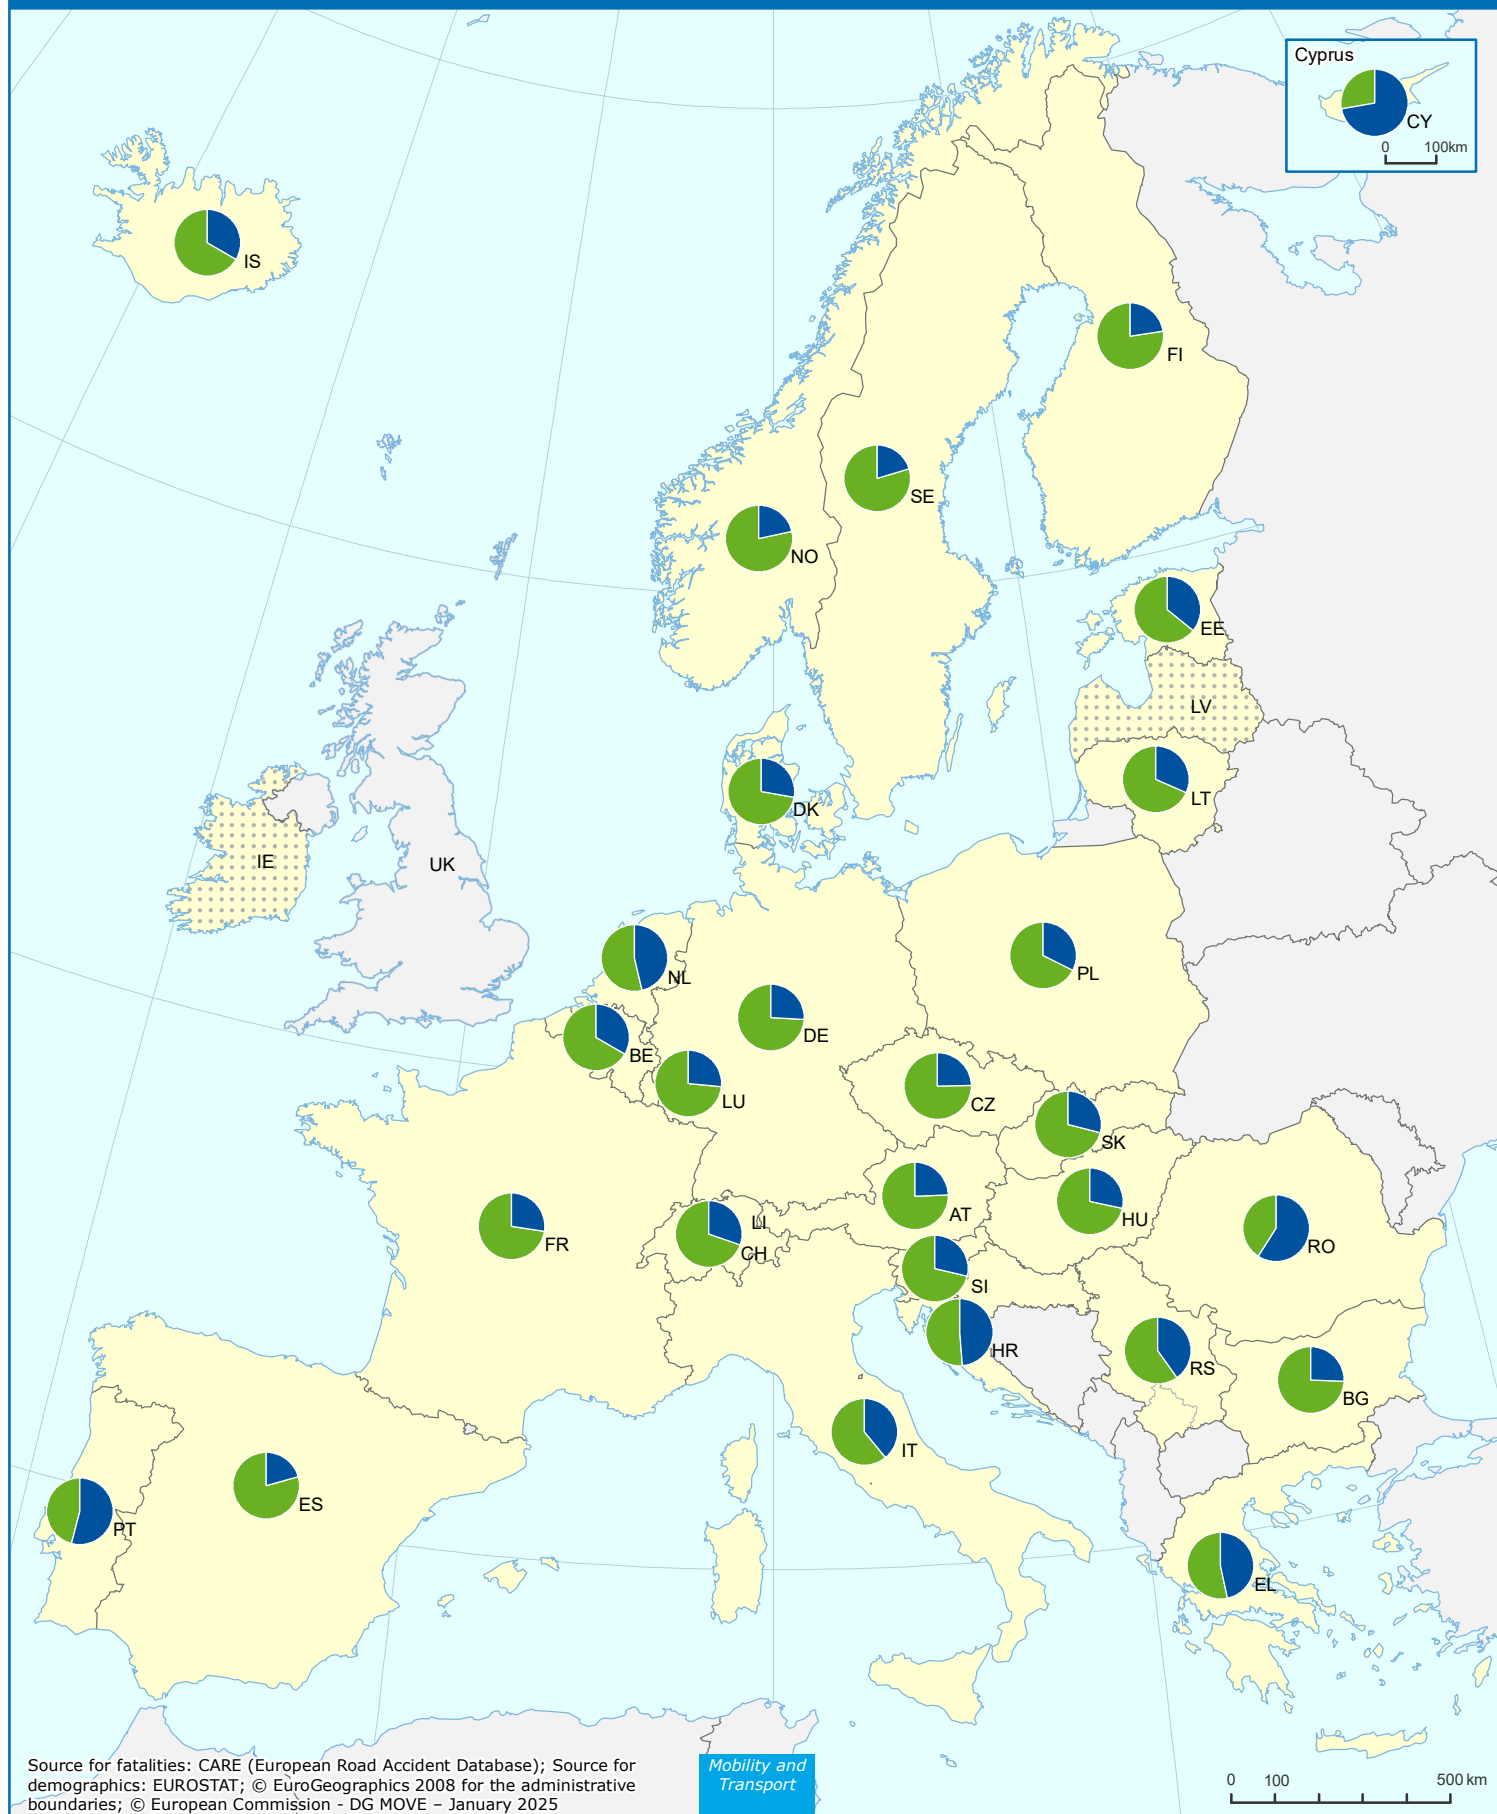 Cyprus
CY
0 100km
IS
FI
SE
NO
EE
LV
LT
DK
IE
UK
NL
PL
DE
BE
LU
CZ
SK
AT
HU
LI
CH
FR
RO
SI
HR
RS
BG
IT
ES
PT
EL
Source for fatalities: CARE (European Road Accident Database); Source for
demographics: EUROSTAT; © EuroGeographics 2008 for the administrative
boundaries; © European Commission - DG MOVE – January 2025
Mobility and
Transport
0 100 500 km